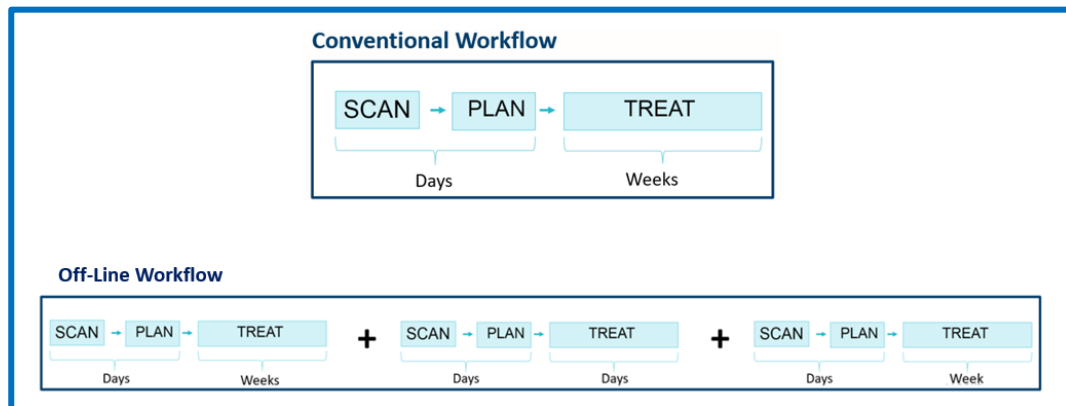 Conventional Workflow
SCAN PLAN TREAT
Days Weeks
Off-Line Workflow
SCAN PLAN TREAT + SCAN PLAN TREAT + SCAN PLAN TREAT
Days Weeks Days Days Days Week